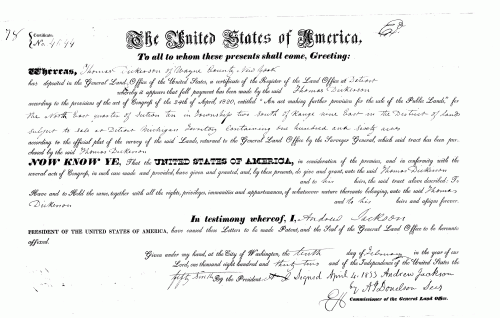 78
Certificate.
No. 4644
The United States of America,
To all to whom these presents shall come, Greeting:
Whereas, Thomas Dickerson of Wayne County New York
has deposited in the General Land Office of the United States, a certificate of the Register of the Land Office at Detroit
whereby it appears that full payment has been made by the said Thomas Dickerson
according to the provisions of the act of Congress of the 24th of April, 1820, entitled "An act making further provision for the sale of the Public Lands," for
the North East quarter of Section ten in Township two South of Range nine East in the District of lands
subject to sale at Detroit Michigan Territory Containing one hundred and sixty acres
according to the official plat of the survey of the said Lands, returned to the General Land Office by the Surveyor General, which said tract has been pur-
chased by the said Thomas Dickerson
NOW KNOW YE, That the UNITED STATES OF AMERICA, in consideration of the premises, and in conformity with the
several acts of Congress, in such case made and provided, have given and granted, and, by these presents, do give and grant, unto the said Thomas Dickerson
and to his heirs, the said tract above described: To
Have and to Hold the same, together with all the rights, privileges, immunities and appurtenances, of whatsoever nature thereunto belonging, unto the said Thomas
Dickerson and to his heirs and assigns forever.
In testimony whereof, I, Andrew Jackson
PRESIDENT OF THE UNITED STATES OF AMERICA, have caused these Letters to be made Patent, and the Seal of the General Land Office to be hereunto
affixed.
Given under my hand, at the City of Washington, the tenth day of February in the year of our
Lord, one thousand eight hundred and thirty two and of the Independence of the United States the
fifty sixth By the President, Signed April 4, 1833 Andrew Jackson
By A J Donelson Secy
Commissioner of the General Land Office.